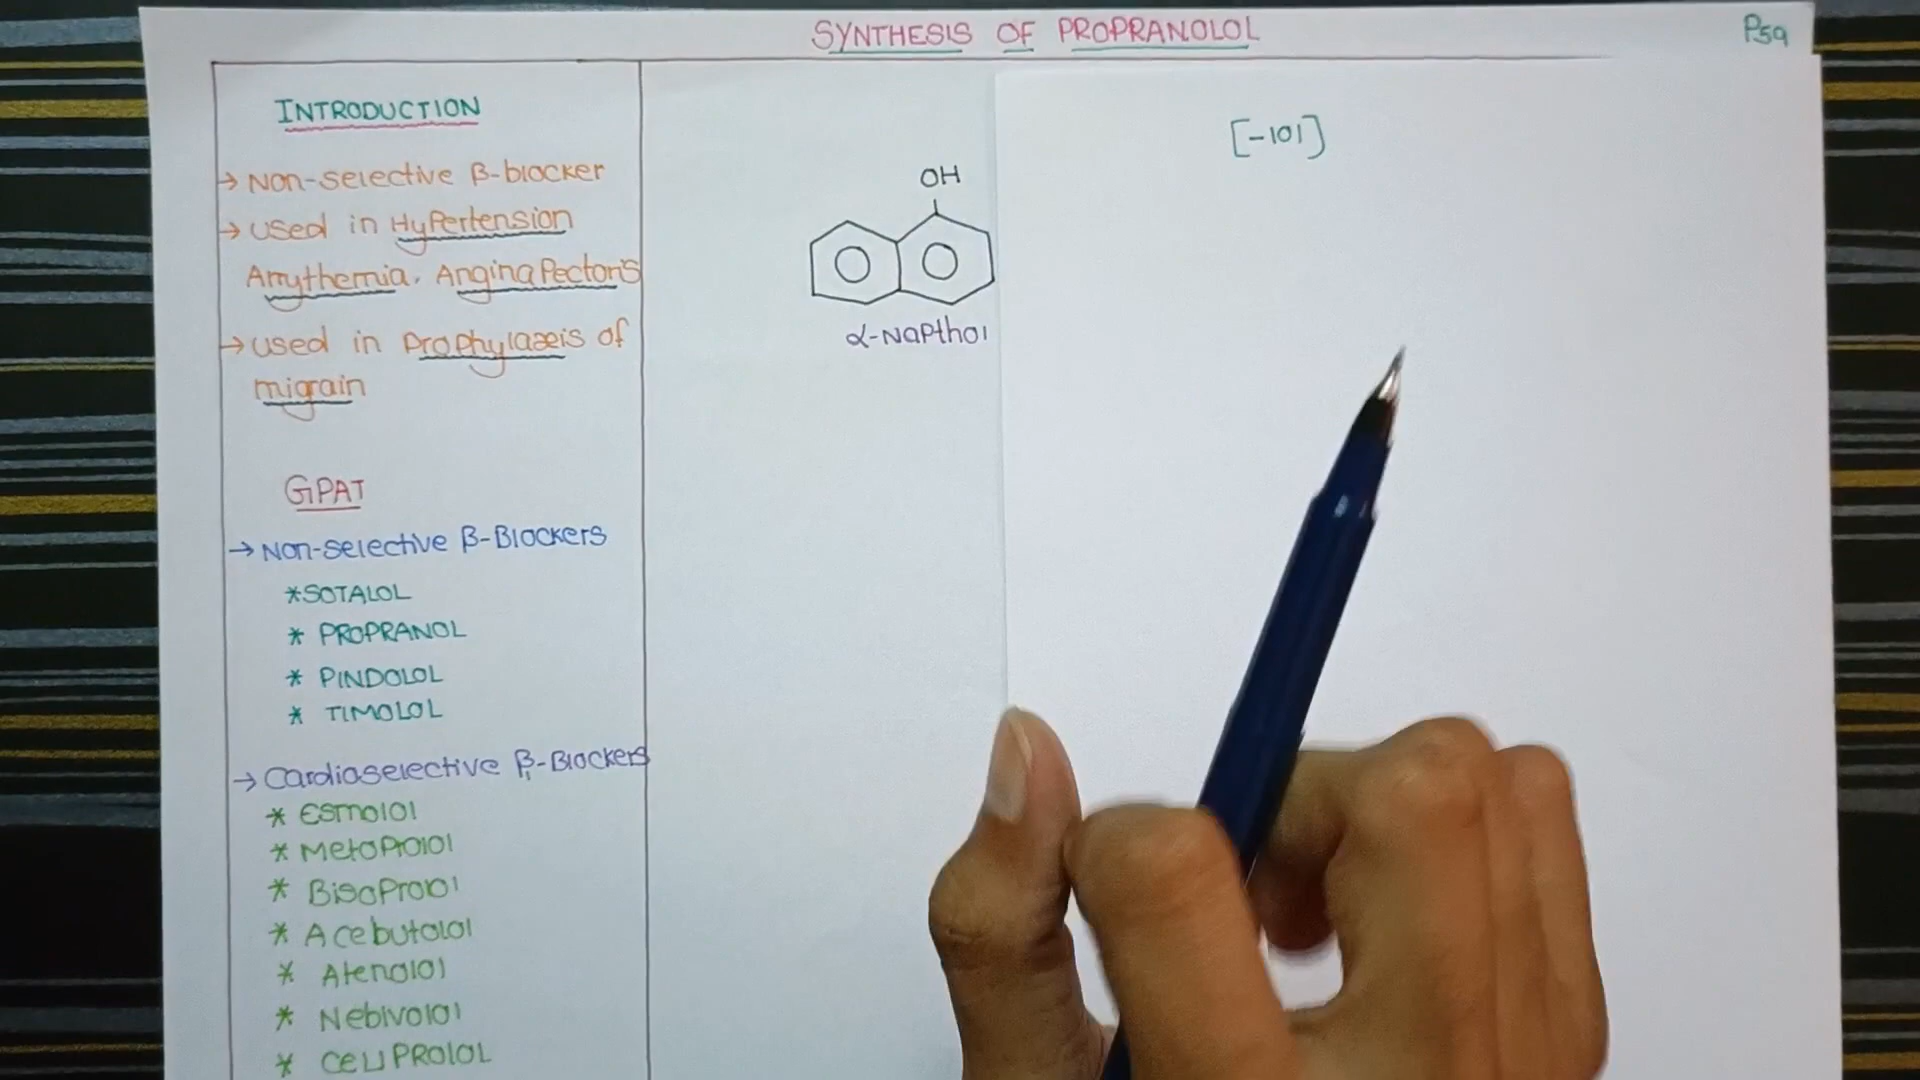 SYNTHESIS OF PROPRANOLOL
P59
INTRODUCTION
→ Non-selective β-blocker
→ used in HyPertension
Arrythemia, Angina Pectoris
→ used in prophylaxeis of
migrain
GPAT
→ Non-selective β-Blockers
* SOTALOL
* PROPRANOL
* PINDOLOL
* TIMOLOL
→ Cardioselective β₁-Blockers
* Esmolol
* Metoprolol
* Bisoprolol
* Acebutolol
* Atenolol
* Nebivolol
* CeliPROlOL
OH
α-NaPthol
[-lol]